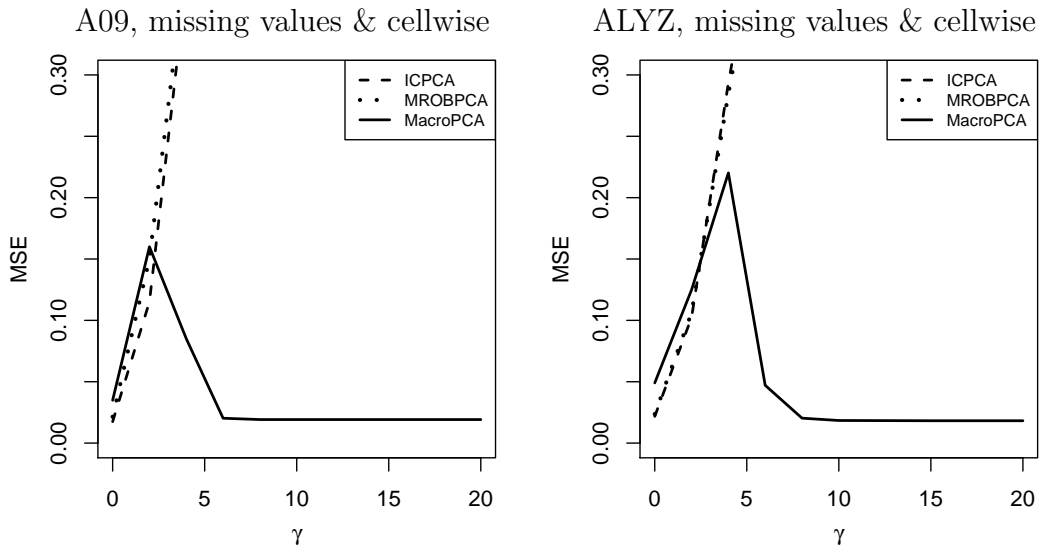 A09, missing values & cellwise
ICPCA
MROBPCA
MacroPCA
MSE
0.30
0.20
0.10
0.00
0 5 10 15 20
γ
ALYZ, missing values & cellwise
ICPCA
MROBPCA
MacroPCA
MSE
0.30
0.20
0.10
0.00
0 5 10 15 20
γ